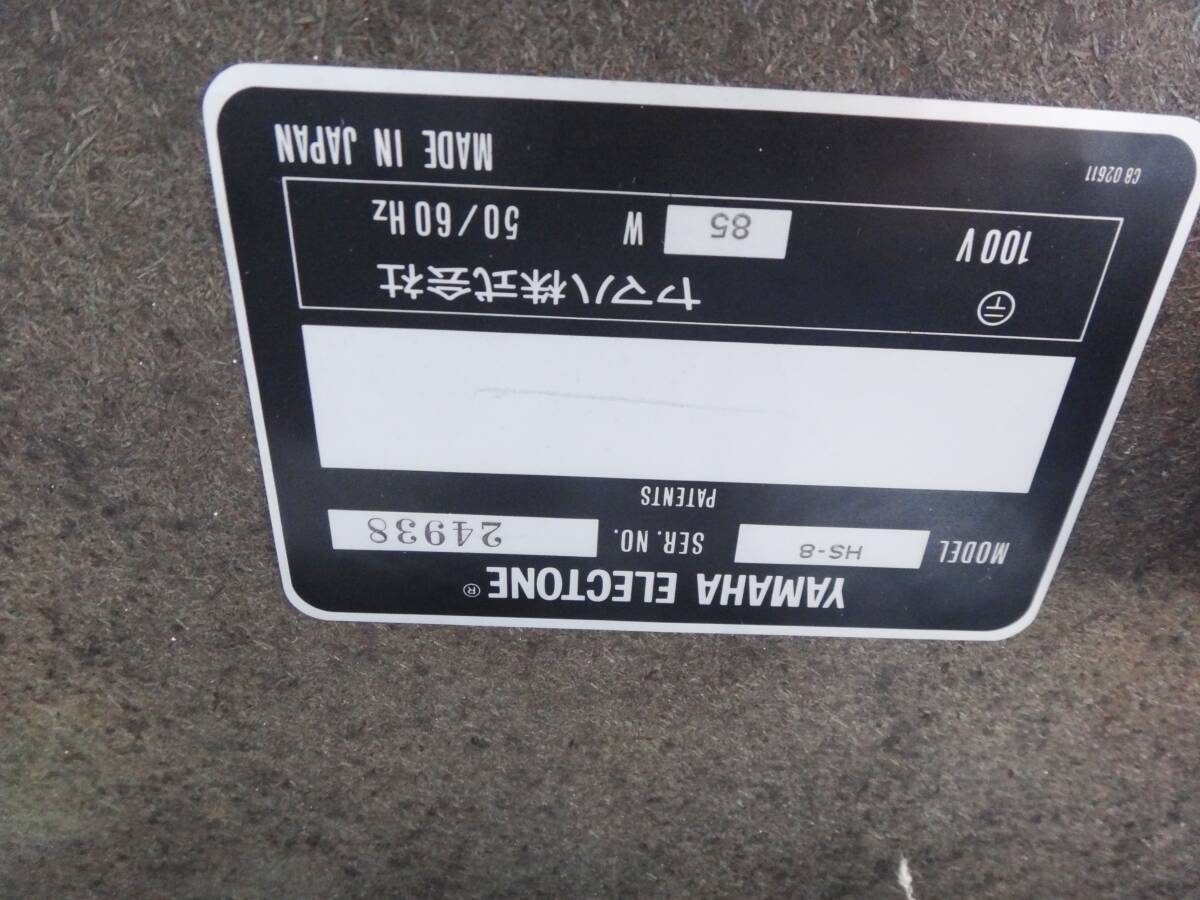 YAMAHA ELECTONE®
MODEL HS-8 SER. NO. 24938
PATENTS
〒 ヤマハ株式会社
100V 85 W 50/60Hz
C8 02611 MADE IN JAPAN